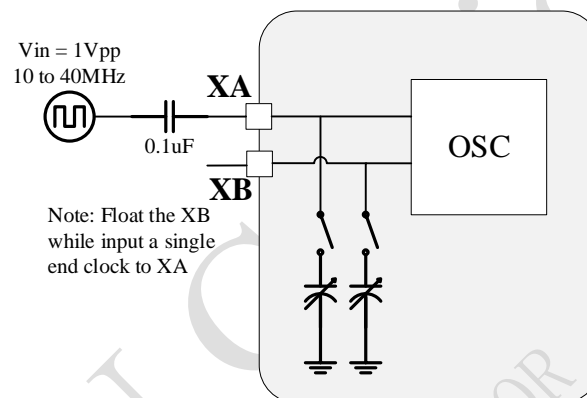 Vin = 1Vpp
10 to 40MHz
XA
0.1uF
OSC
XB
Note: Float the XB
while input a single
end clock to XA